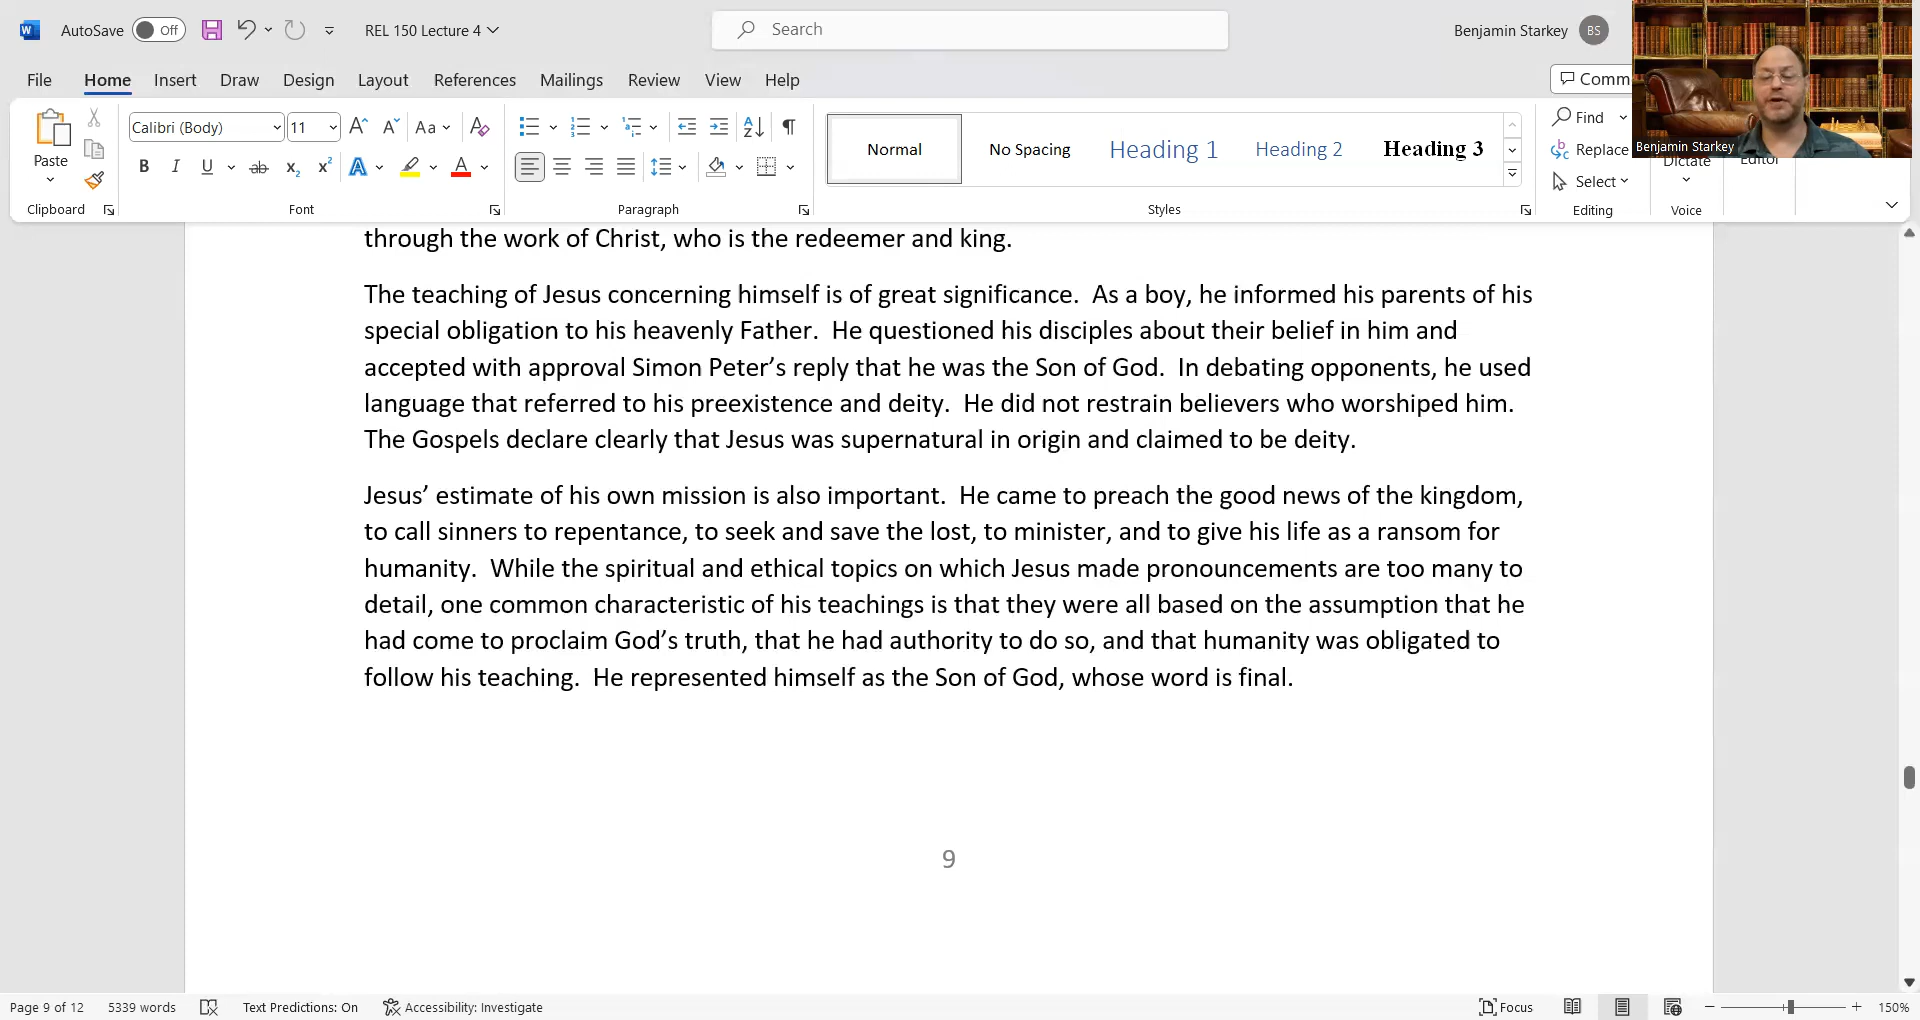 AutoSave Off REL 150 Lecture 4 Search Benjamin Starkey BS
File Home Insert Draw Design Layout References Mailings Review View Help Comm
Paste Calibri (Body) 11 Aa Normal No Spacing Heading 1 Heading 2 Heading 3 Find Replace Select Dictate Editor
Benjamin Starkey
Clipboard Font Paragraph Styles Editing Voice
through the work of Christ, who is the redeemer and king.
The teaching of Jesus concerning himself is of great significance.  As a boy, he informed his parents of his
special obligation to his heavenly Father.  He questioned his disciples about their belief in him and
accepted with approval Simon Peter’s reply that he was the Son of God.  In debating opponents, he used
language that referred to his preexistence and deity.  He did not restrain believers who worshiped him.
The Gospels declare clearly that Jesus was supernatural in origin and claimed to be deity.
Jesus’ estimate of his own mission is also important.  He came to preach the good news of the kingdom,
to call sinners to repentance, to seek and save the lost, to minister, and to give his life as a ransom for
humanity.  While the spiritual and ethical topics on which Jesus made pronouncements are too many to
detail, one common characteristic of his teachings is that they were all based on the assumption that he
had come to proclaim God’s truth, that he had authority to do so, and that humanity was obligated to
follow his teaching.  He represented himself as the Son of God, whose word is final.
9
Page 9 of 12 5339 words Text Predictions: On Accessibility: Investigate Focus 150%